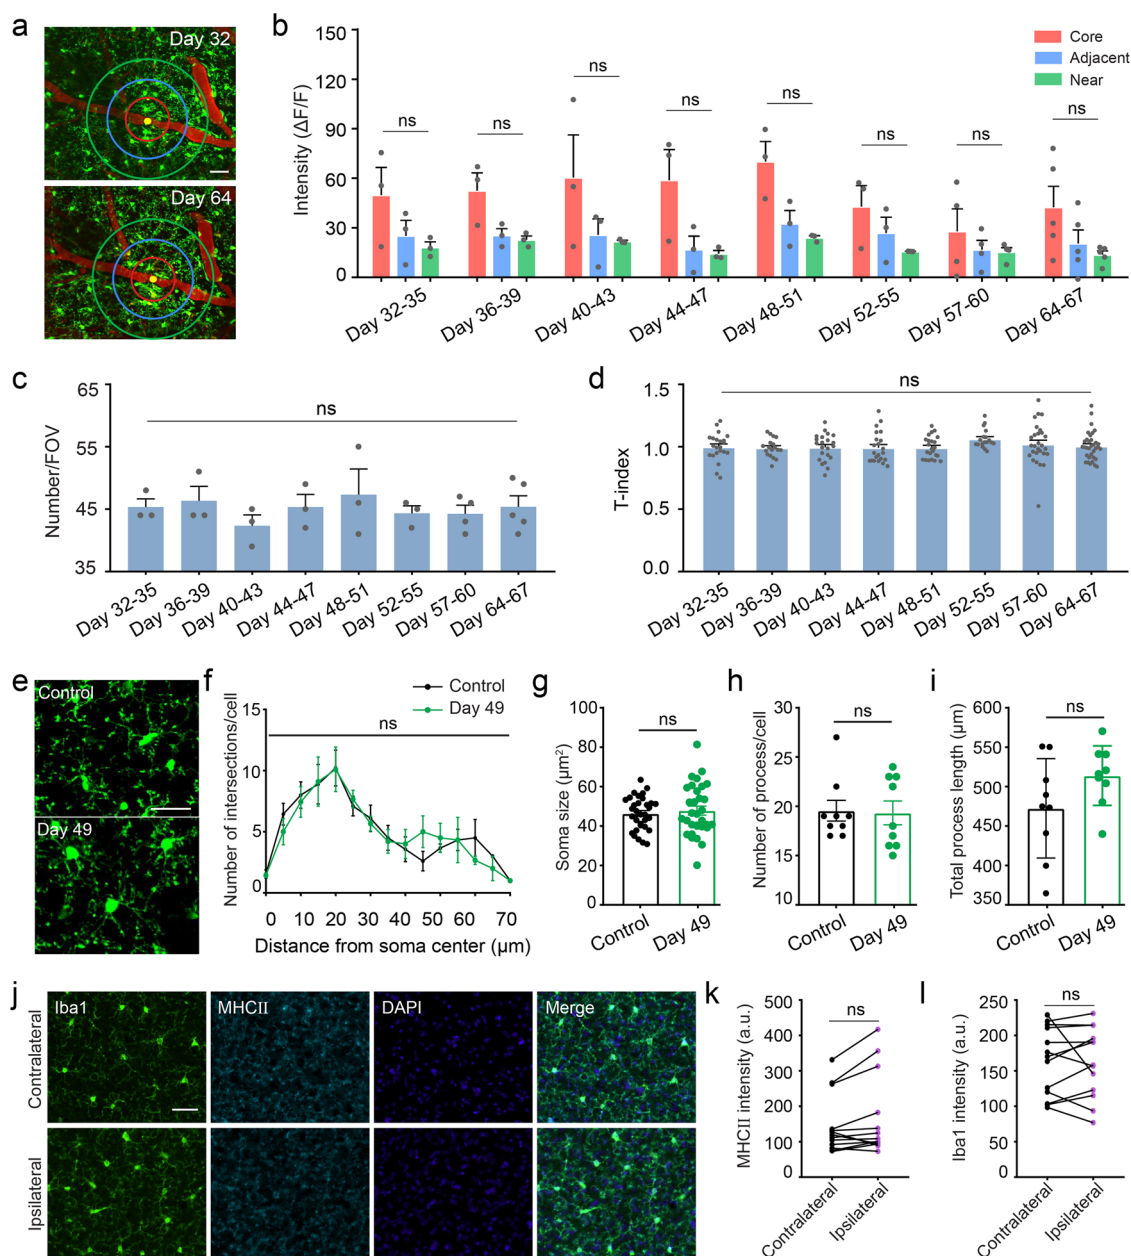 a
Day 32
Day 64
b
Intensity (ΔF/F)
150
120
90
60
30
0
ns
ns
ns
ns
ns
ns
ns
ns
Core
Adjacent
Near
Day 32-35
Day 36-39
Day 40-43
Day 44-47
Day 48-51
Day 52-55
Day 57-60
Day 64-67
c
Number/FOV
65
55
45
35
ns
Day 32-35
Day 36-39
Day 40-43
Day 44-47
Day 48-51
Day 52-55
Day 57-60
Day 64-67
d
T-index
1.5
1.0
0.5
0.0
ns
Day 32-35
Day 36-39
Day 40-43
Day 44-47
Day 48-51
Day 52-55
Day 57-60
Day 64-67
e
Control
Day 49
f
Number of intersections/cell
15
10
5
0
Control
Day 49
ns
0 10 20 30 40 50 60 70
Distance from soma center (µm)
g
Soma size (µm²)
100
80
60
40
20
0
ns
Control
Day 49
h
Number of process/cell
30
25
20
15
10
ns
Control
Day 49
i
Total process length (µm)
600
550
500
450
400
350
ns
Control
Day 49
j
Iba1
MHCII
DAPI
Merge
Contralateral
Ipsilateral
k
MHCII intensity (a.u.)
500
400
300
200
100
0
ns
Contralateral
Ipsilateral
l
Iba1 intensity (a.u.)
250
200
150
100
50
0
ns
Contralateral
Ipsilateral